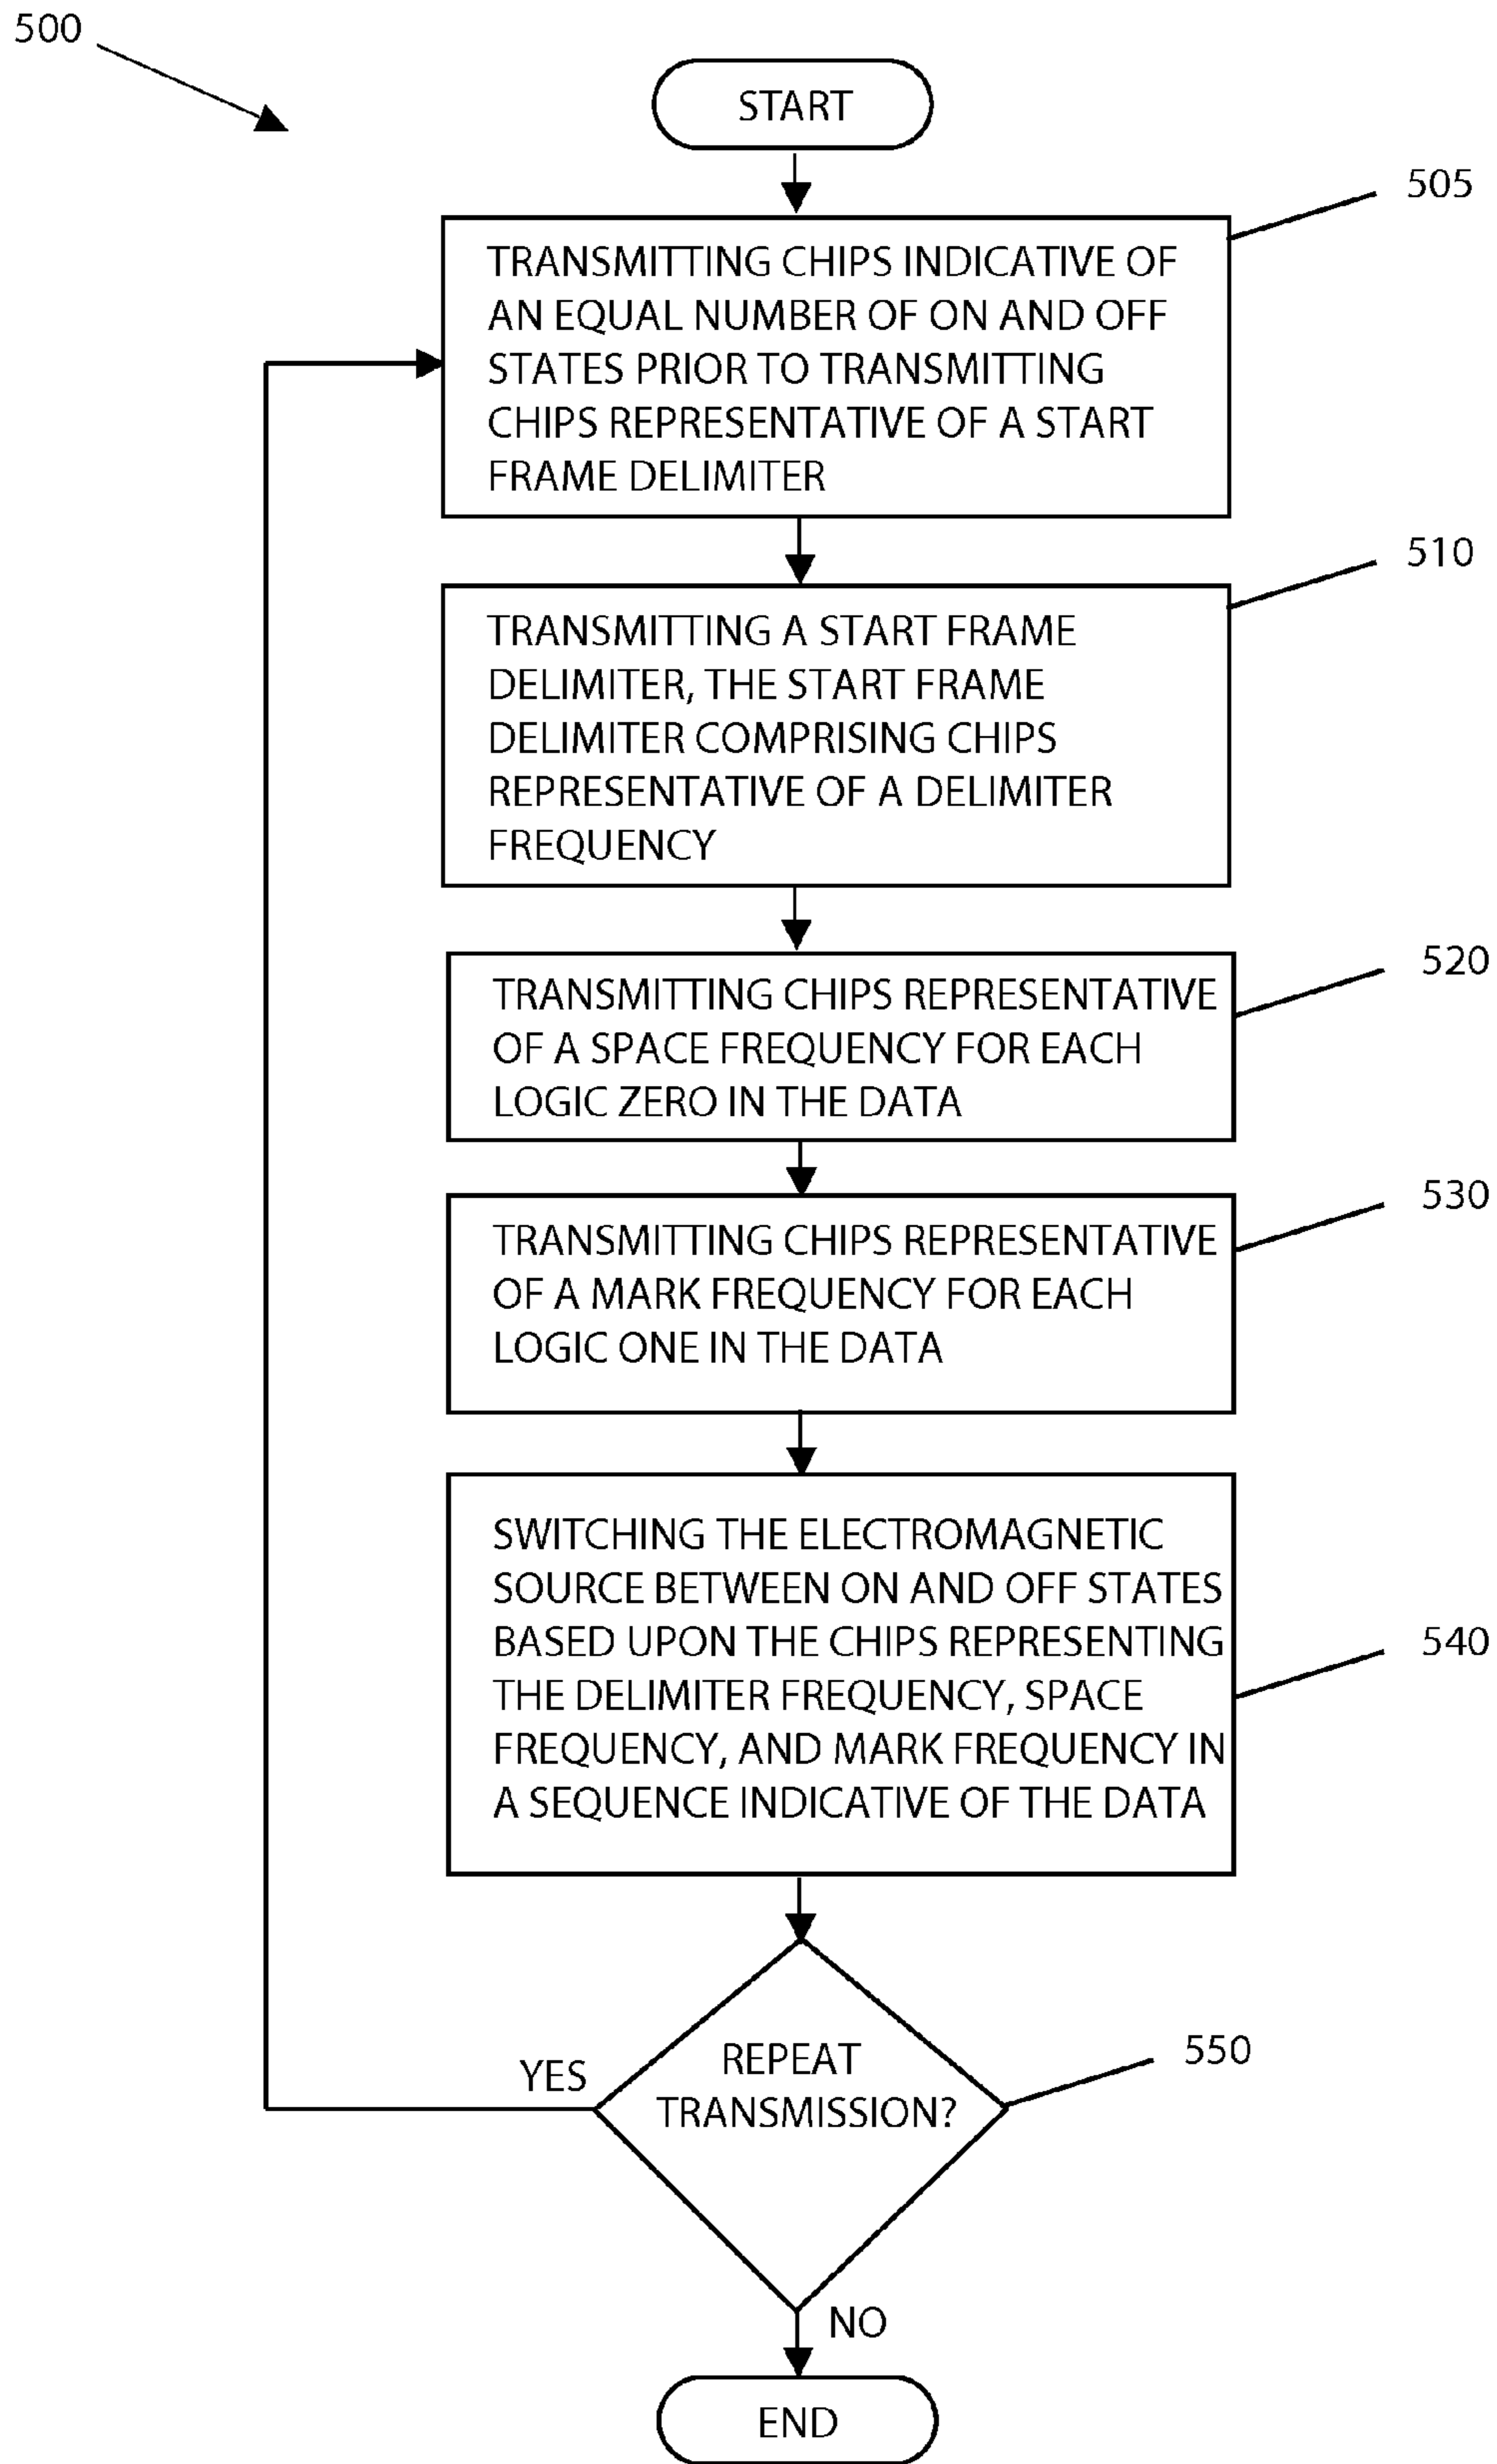 500
START
505
TRANSMITTING CHIPS INDICATIVE OF
AN EQUAL NUMBER OF ON AND OFF
STATES PRIOR TO TRANSMITTING
CHIPS REPRESENTATIVE OF A START
FRAME DELIMITER
510
TRANSMITTING A START FRAME
DELIMITER, THE START FRAME
DELIMITER COMPRISING CHIPS
REPRESENTATIVE OF A DELIMITER
FREQUENCY
520
TRANSMITTING CHIPS REPRESENTATIVE
OF A SPACE FREQUENCY FOR EACH
LOGIC ZERO IN THE DATA
530
TRANSMITTING CHIPS REPRESENTATIVE
OF A MARK FREQUENCY FOR EACH
LOGIC ONE IN THE DATA
SWITCHING THE ELECTROMAGNETIC
SOURCE BETWEEN ON AND OFF STATES
BASED UPON THE CHIPS REPRESENTING
540
THE DELIMITER FREQUENCY, SPACE
FREQUENCY, AND MARK FREQUENCY IN
A SEQUENCE INDICATIVE OF THE DATA
550
YES
REPEAT
TRANSMISSION?
NO
END